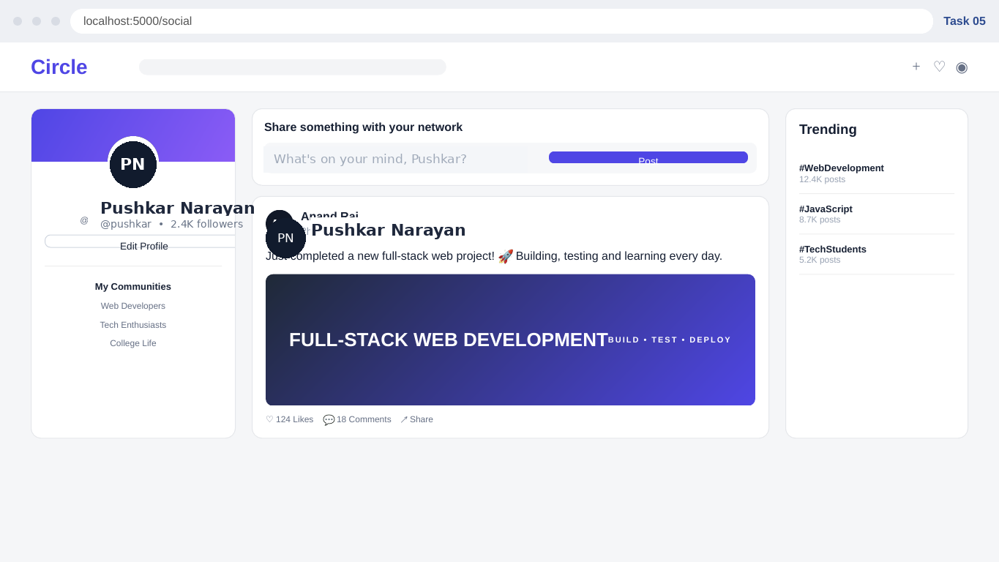 localhost:5000/social
Task 05
Circle
PN
Pushkar Narayan
@
@pushkar • 2.4K followers
Edit Profile
My Communities
Web Developers
Tech Enthusiasts
College Life
Share something with your network
What's on your mind, Pushkar?
Post
Anand Raj
PN
Pushkar Narayan
Just completed a new full-stack web project! 🚀 Building, testing and learning every day.
FULL-STACK WEB DEVELOPMENT
BUILD • TEST • DEPLOY
♡ 124 Likes 💬 18 Comments ↗ Share
Trending
#WebDevelopment
12.4K posts
#JavaScript
8.7K posts
#TechStudents
5.2K posts